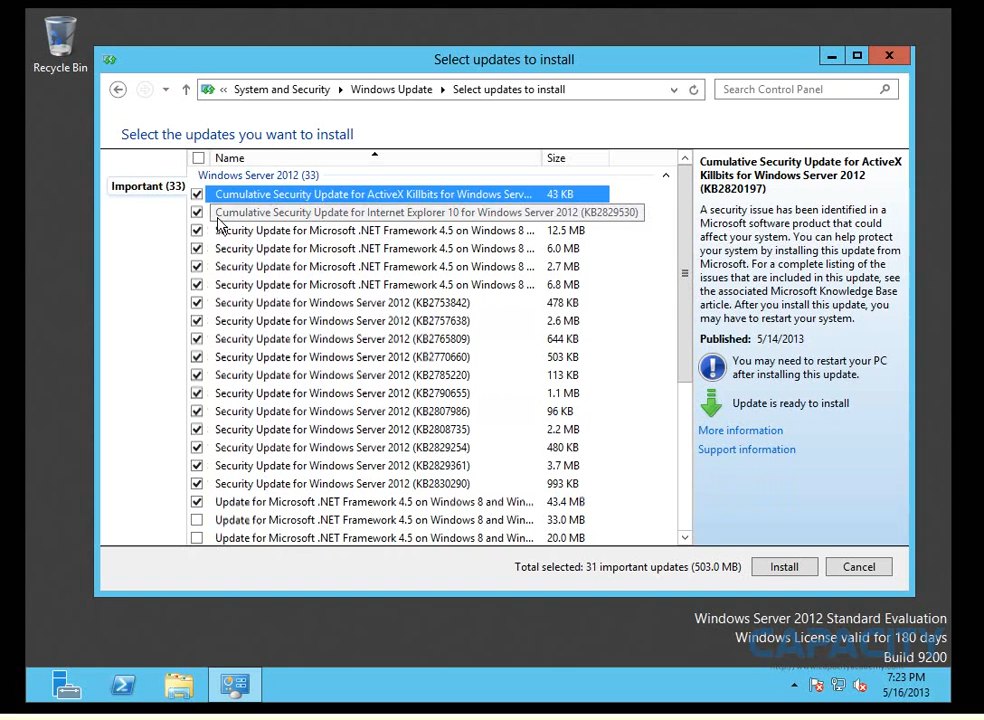 Recycle Bin
Select updates to install
« System and Security Windows Update Select updates to install
Search Control Panel
Select the updates you want to install
Name Size
Important (33)
Windows Server 2012 (33)
Cumulative Security Update for ActiveX Killbits for Windows Serv... 43 KB
Cumulative Security Update for Internet Explorer 10 for Windows Server 2012 (KB2829530)
Security Update for Microsoft .NET Framework 4.5 on Windows 8 ... 12.5 MB
Security Update for Microsoft .NET Framework 4.5 on Windows 8 ... 6.0 MB
Security Update for Microsoft .NET Framework 4.5 on Windows 8 ... 2.7 MB
Security Update for Microsoft .NET Framework 4.5 on Windows 8 ... 6.8 MB
Security Update for Windows Server 2012 (KB2753842) 478 KB
Security Update for Windows Server 2012 (KB2757638) 2.6 MB
Security Update for Windows Server 2012 (KB2765809) 644 KB
Security Update for Windows Server 2012 (KB2770660) 503 KB
Security Update for Windows Server 2012 (KB2785220) 113 KB
Security Update for Windows Server 2012 (KB2790655) 1.1 MB
Security Update for Windows Server 2012 (KB2807986) 96 KB
Security Update for Windows Server 2012 (KB2808735) 2.2 MB
Security Update for Windows Server 2012 (KB2829254) 480 KB
Security Update for Windows Server 2012 (KB2829361) 3.7 MB
Security Update for Windows Server 2012 (KB2830290) 993 KB
Update for Microsoft .NET Framework 4.5 on Windows 8 and Win... 43.4 MB
Update for Microsoft .NET Framework 4.5 on Windows 8 and Win... 33.0 MB
Update for Microsoft .NET Framework 4.5 on Windows 8 and Win... 20.0 MB
Cumulative Security Update for ActiveX
Killbits for Windows Server 2012
(KB2820197)
A security issue has been identified in a
Microsoft software product that could
affect your system. You can help protect
your system by installing this update from
Microsoft. For a complete listing of the
issues that are included in this update, see
the associated Microsoft Knowledge Base
article. After you install this update, you
may have to restart your system.
Published: 5/14/2013
You may need to restart your PC
after installing this update.
Update is ready to install
More information
Support information
Total selected: 31 important updates (503.0 MB)
Install
Cancel
Windows Server 2012 Standard Evaluation
Windows License valid for 180 days
CAPACITY
Build 9200
7:23 PM
5/16/2013